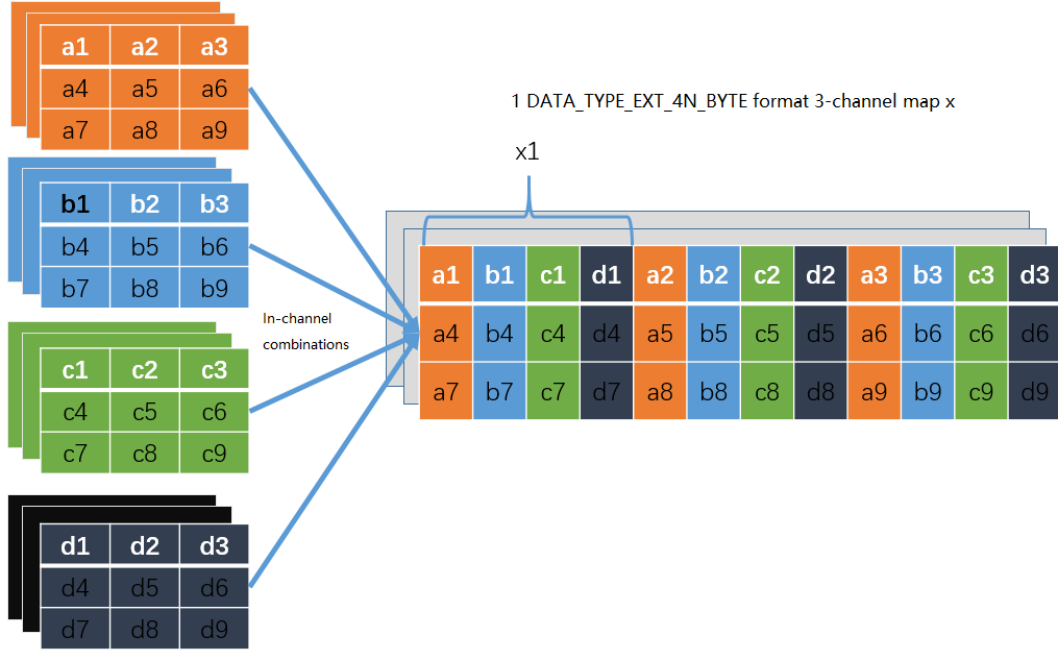 a1 a2 a3
a4 a5 a6
a7 a8 a9
b1 b2 b3
b4 b5 b6
b7 b8 b9
c1 c2 c3
c4 c5 c6
c7 c8 c9
d1 d2 d3
d4 d5 d6
d7 d8 d9
In-channel
combinations
1 DATA_TYPE_EXT_4N_BYTE format 3-channel map x
x1
a1 b1 c1 d1 a2 b2 c2 d2 a3 b3 c3 d3
a4 b4 c4 d4 a5 b5 c5 d5 a6 b6 c6 d6
a7 b7 c7 d7 a8 b8 c8 d8 a9 b9 c9 d9